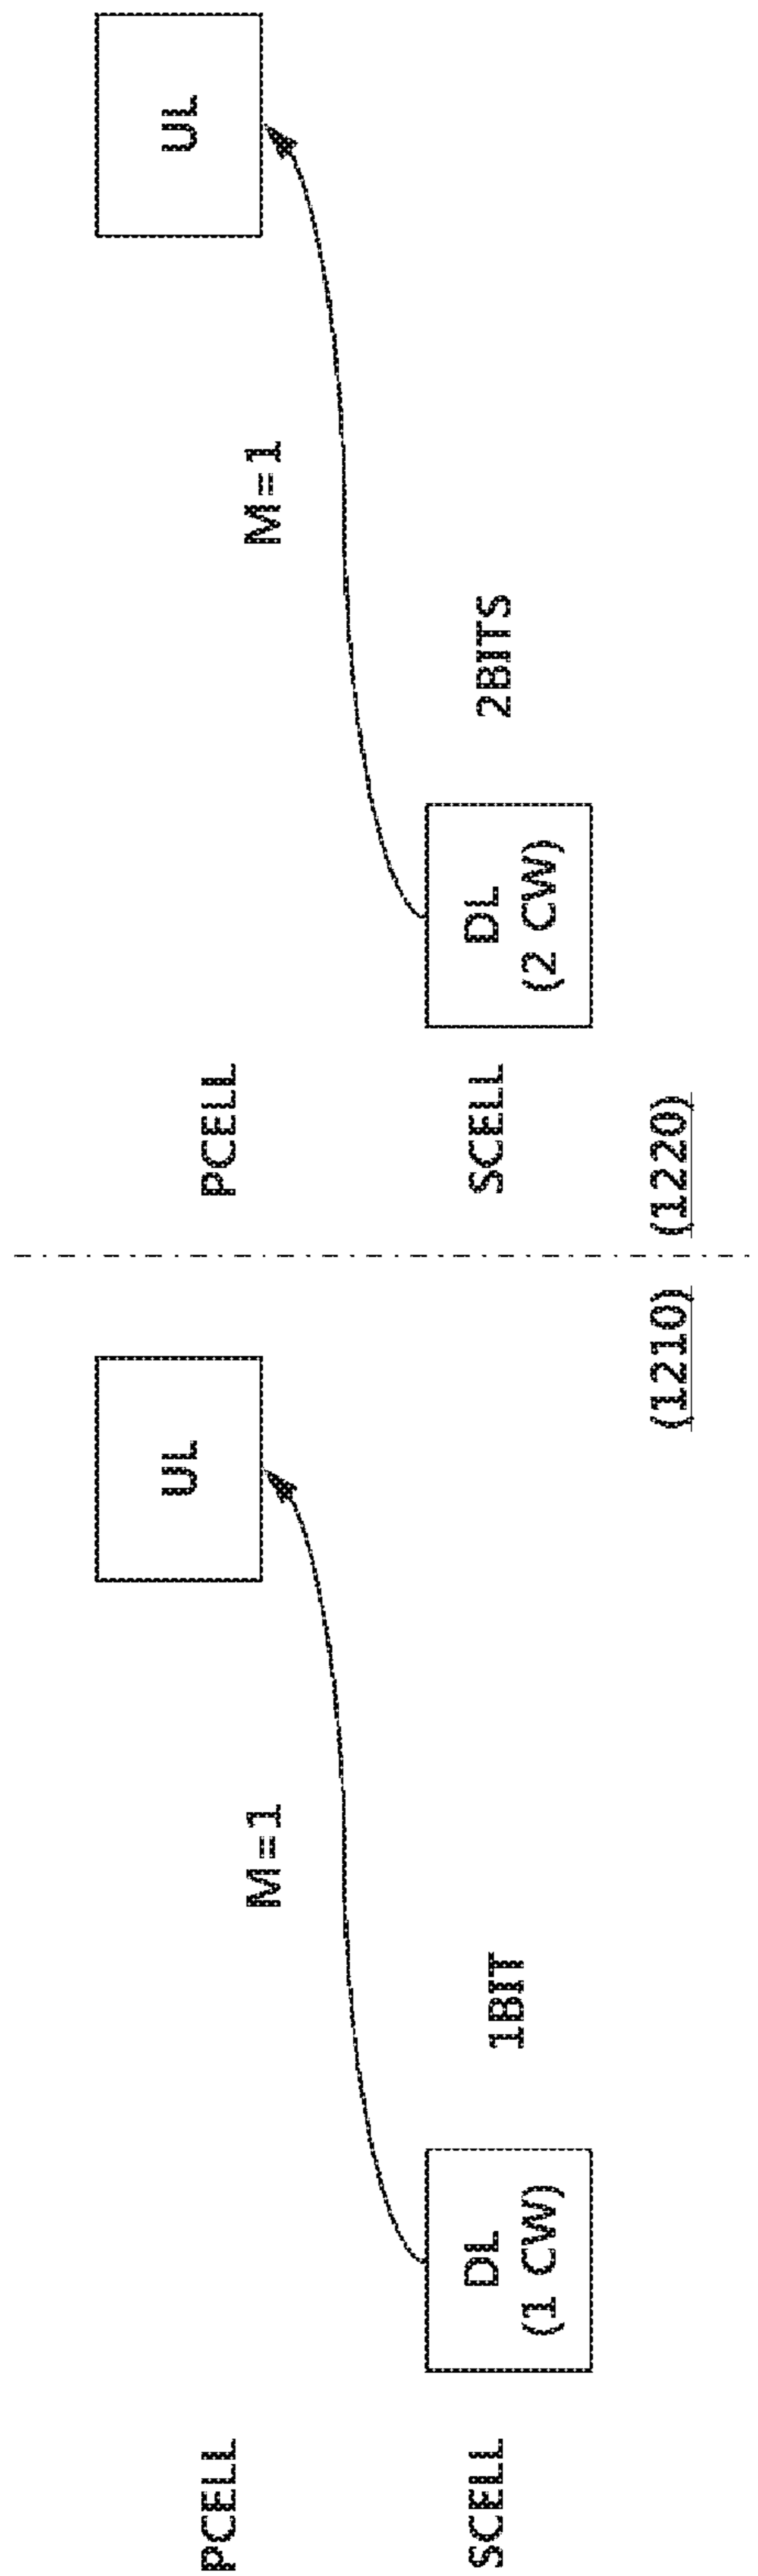 PCELL
UL
M=1
SCELL
DL
(1 CW)
1BIT
(1210)
PCELL
UL
M=1
SCELL
DL
(2 CW)
2BITS
(1220)